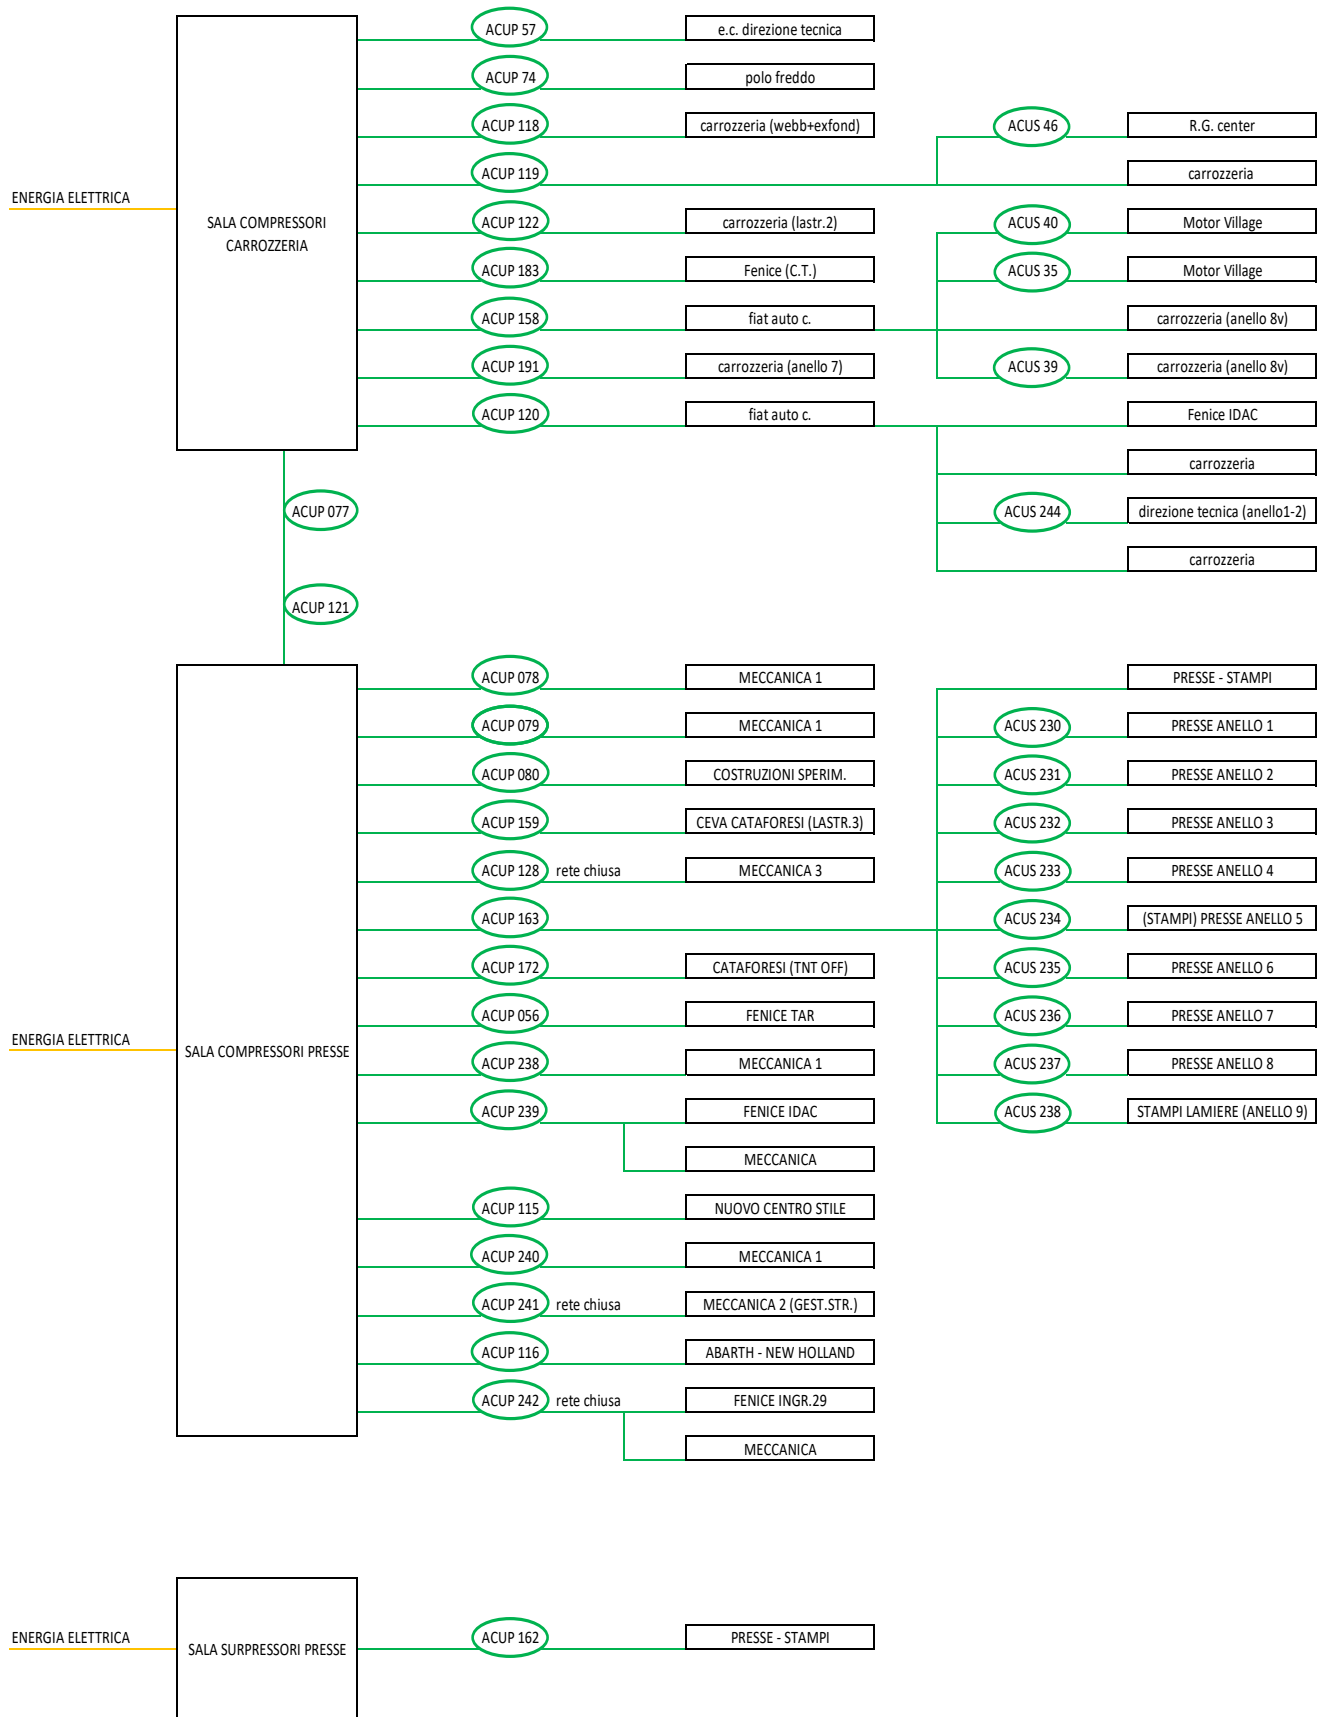 ACUP 57 e.c. direzione tecnica
ACUP 74 polo freddo
ACUP 118 carrozzeria (webb+exfond) ACUS 46 R.G. center
ACUP 119 carrozzeria
ENERGIA ELETTRICA
SALA COMPRESSORI
CARROZZERIA
ACUP 122 carrozzeria (lastr.2) ACUS 40 Motor Village
ACUP 183 Fenice (C.T.) ACUS 35 Motor Village
ACUP 158 fiat auto c. carrozzeria (anello 8v)
ACUP 191 carrozzeria (anello 7) ACUS 39 carrozzeria (anello 8v)
ACUP 120 fiat auto c. Fenice IDAC
carrozzeria
ACUP 077 ACUS 244 direzione tecnica (anello1-2)
carrozzeria
ACUP 121
ACUP 078 MECCANICA 1 PRESSE - STAMPI
ACUP 079 MECCANICA 1 ACUS 230 PRESSE ANELLO 1
ACUP 080 COSTRUZIONI SPERIM. ACUS 231 PRESSE ANELLO 2
ACUP 159 CEVA CATAFORESI (LASTR.3) ACUS 232 PRESSE ANELLO 3
ACUP 128 rete chiusa MECCANICA 3 ACUS 233 PRESSE ANELLO 4
ACUP 163 ACUS 234 (STAMPI) PRESSE ANELLO 5
ACUP 172 CATAFORESI (TNT OFF) ACUS 235 PRESSE ANELLO 6
ACUP 056 FENICE TAR ACUS 236 PRESSE ANELLO 7
ENERGIA ELETTRICA
SALA COMPRESSORI PRESSE
ACUP 238 MECCANICA 1 ACUS 237 PRESSE ANELLO 8
ACUP 239 FENICE IDAC ACUS 238 STAMPI LAMIERE (ANELLO 9)
MECCANICA
ACUP 115 NUOVO CENTRO STILE
ACUP 240 MECCANICA 1
ACUP 241 rete chiusa MECCANICA 2 (GEST.STR.)
ACUP 116 ABARTH - NEW HOLLAND
ACUP 242 rete chiusa FENICE INGR.29
MECCANICA
ENERGIA ELETTRICA
SALA SURPRESSORI PRESSE
ACUP 162 PRESSE - STAMPI